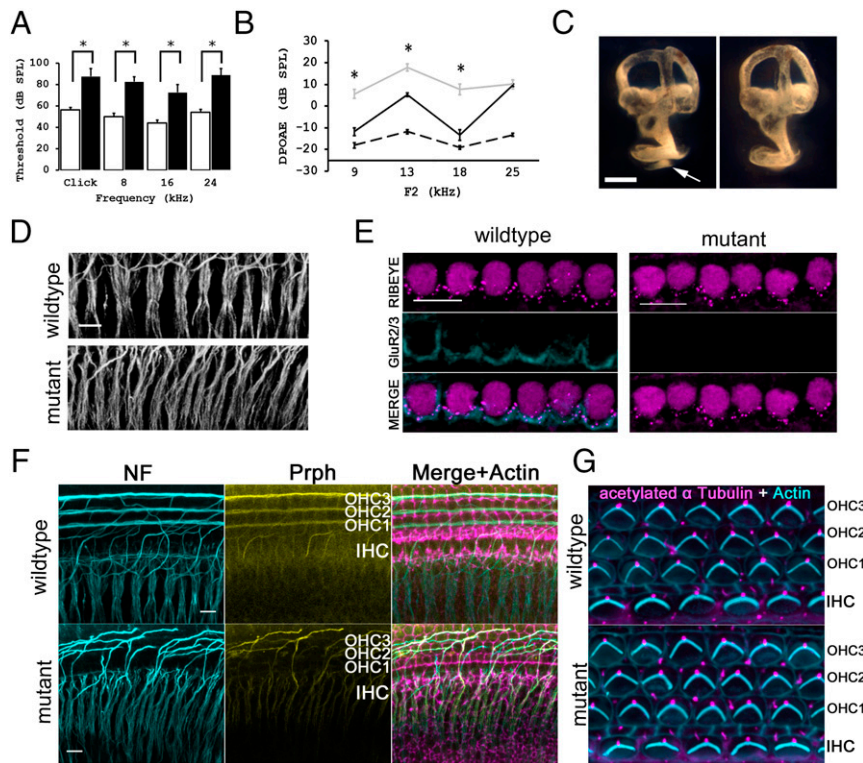 A
*
*
*
*
Threshold (dB SPL)
100
80
60
40
20
0
Click
8
16
24
Frequency (kHz)
B
*
*
*
DPOAE (dB SPL)
30
20
10
0
-10
-20
-30
9
13
18
25
F2 (kHz)
C
D
wildtype
mutant
E
wildtype
mutant
RIBEYE
GluR2/3
MERGE
F
NF
Prph
Merge+Actin
wildtype
OHC3
OHC2
OHC1
IHC
mutant
OHC3
OHC2
OHC1
IHC
G
acetylated α Tubulin + Actin
wildtype
OHC3
OHC2
OHC1
IHC
mutant
OHC3
OHC2
OHC1
IHC